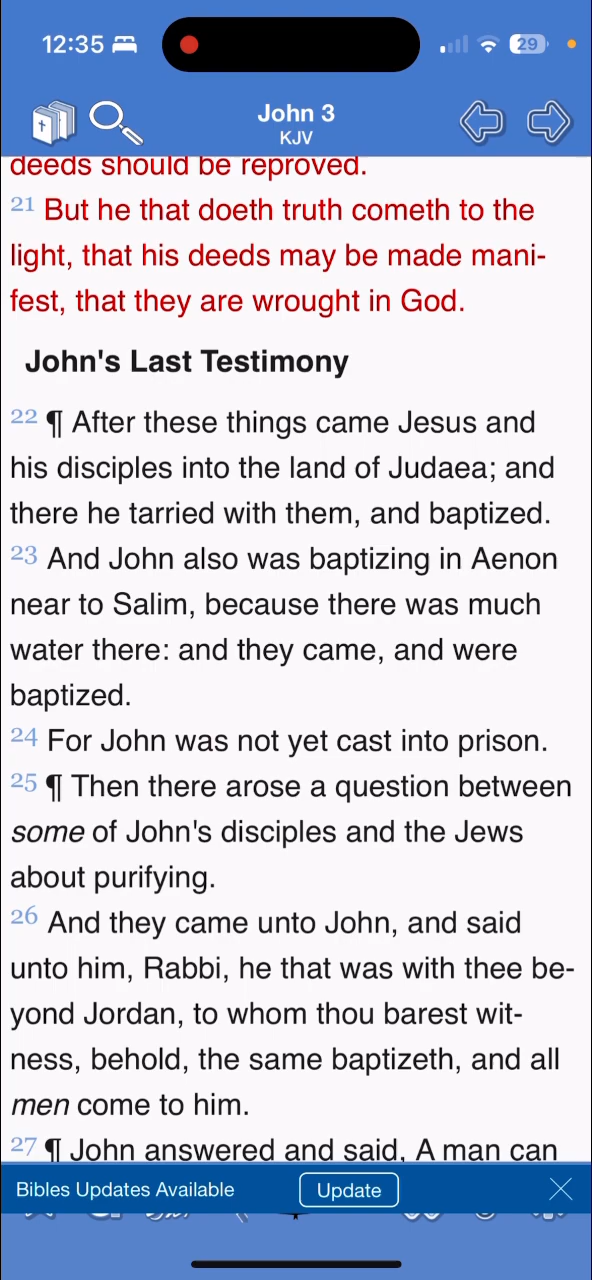 12:35
29
John 3
KJV
deeds should be reproved.
21 But he that doeth truth cometh to the
light, that his deeds may be made mani-
fest, that they are wrought in God.
John's Last Testimony
22 ¶ After these things came Jesus and
his disciples into the land of Judaea; and
there he tarried with them, and baptized.
23 And John also was baptizing in Aenon
near to Salim, because there was much
water there: and they came, and were
baptized.
24 For John was not yet cast into prison.
25 ¶ Then there arose a question between
some of John's disciples and the Jews
about purifying.
26 And they came unto John, and said
unto him, Rabbi, he that was with thee be-
yond Jordan, to whom thou barest wit-
ness, behold, the same baptizeth, and all
men come to him.
27 ¶ John answered and said, A man can
Bibles Updates Available
Update